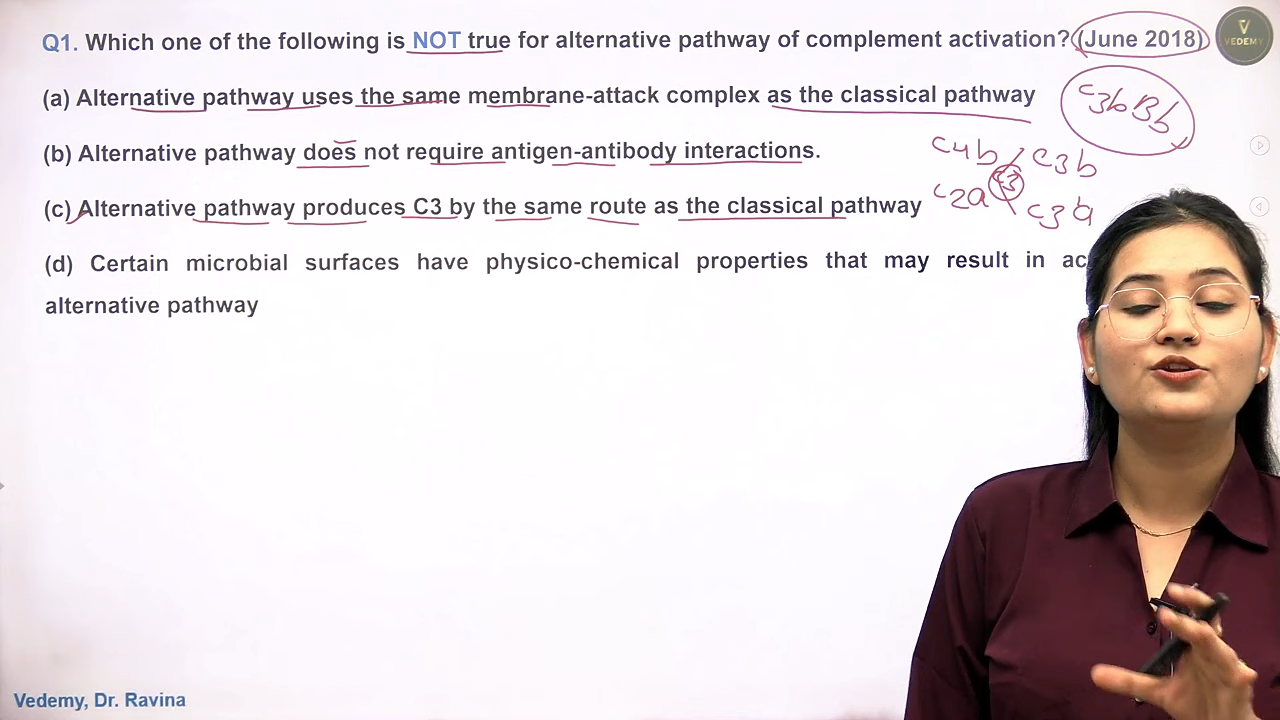 Q1. Which one of the following is NOT true for alternative pathway of complement activation? (June 2018)
VEDEMY
(a) Alternative pathway uses the same membrane-attack complex as the classical pathway
C3bBb
(b) Alternative pathway does not require antigen-antibody interactions.
C4b C3b
(c) Alternative pathway produces C3 by the same route as the classical pathway
C2a C3 C3a
(d) Certain microbial surfaces have physico-chemical properties that may result in
alternative pathway
Vedemy, Dr. Ravina